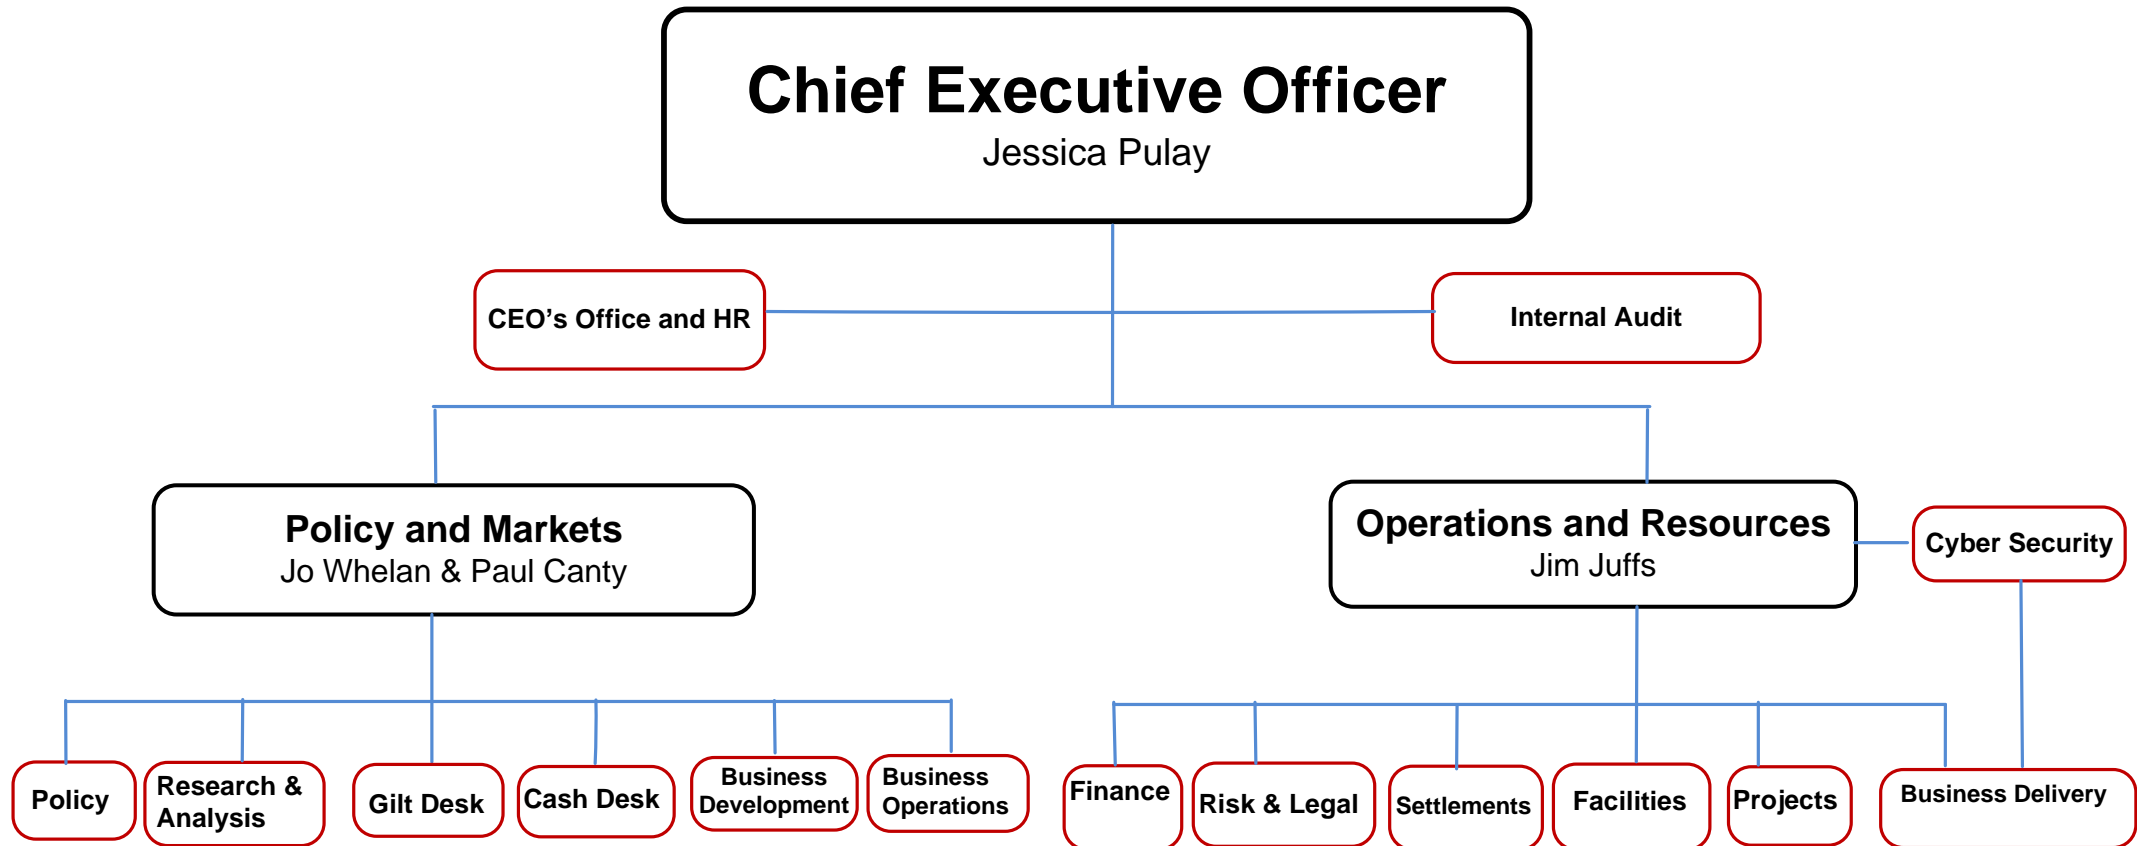 Chief Executive Officer
Jessica Pulay
CEO’s Office and HR
Internal Audit
Policy and Markets
Jo Whelan & Paul Canty
Operations and Resources
Jim Juffs
Cyber Security
Policy
Research &
Analysis
Gilt Desk
Cash Desk
Business
Development
Business
Operations
Finance
Risk & Legal
Settlements
Facilities
Projects
Business Delivery